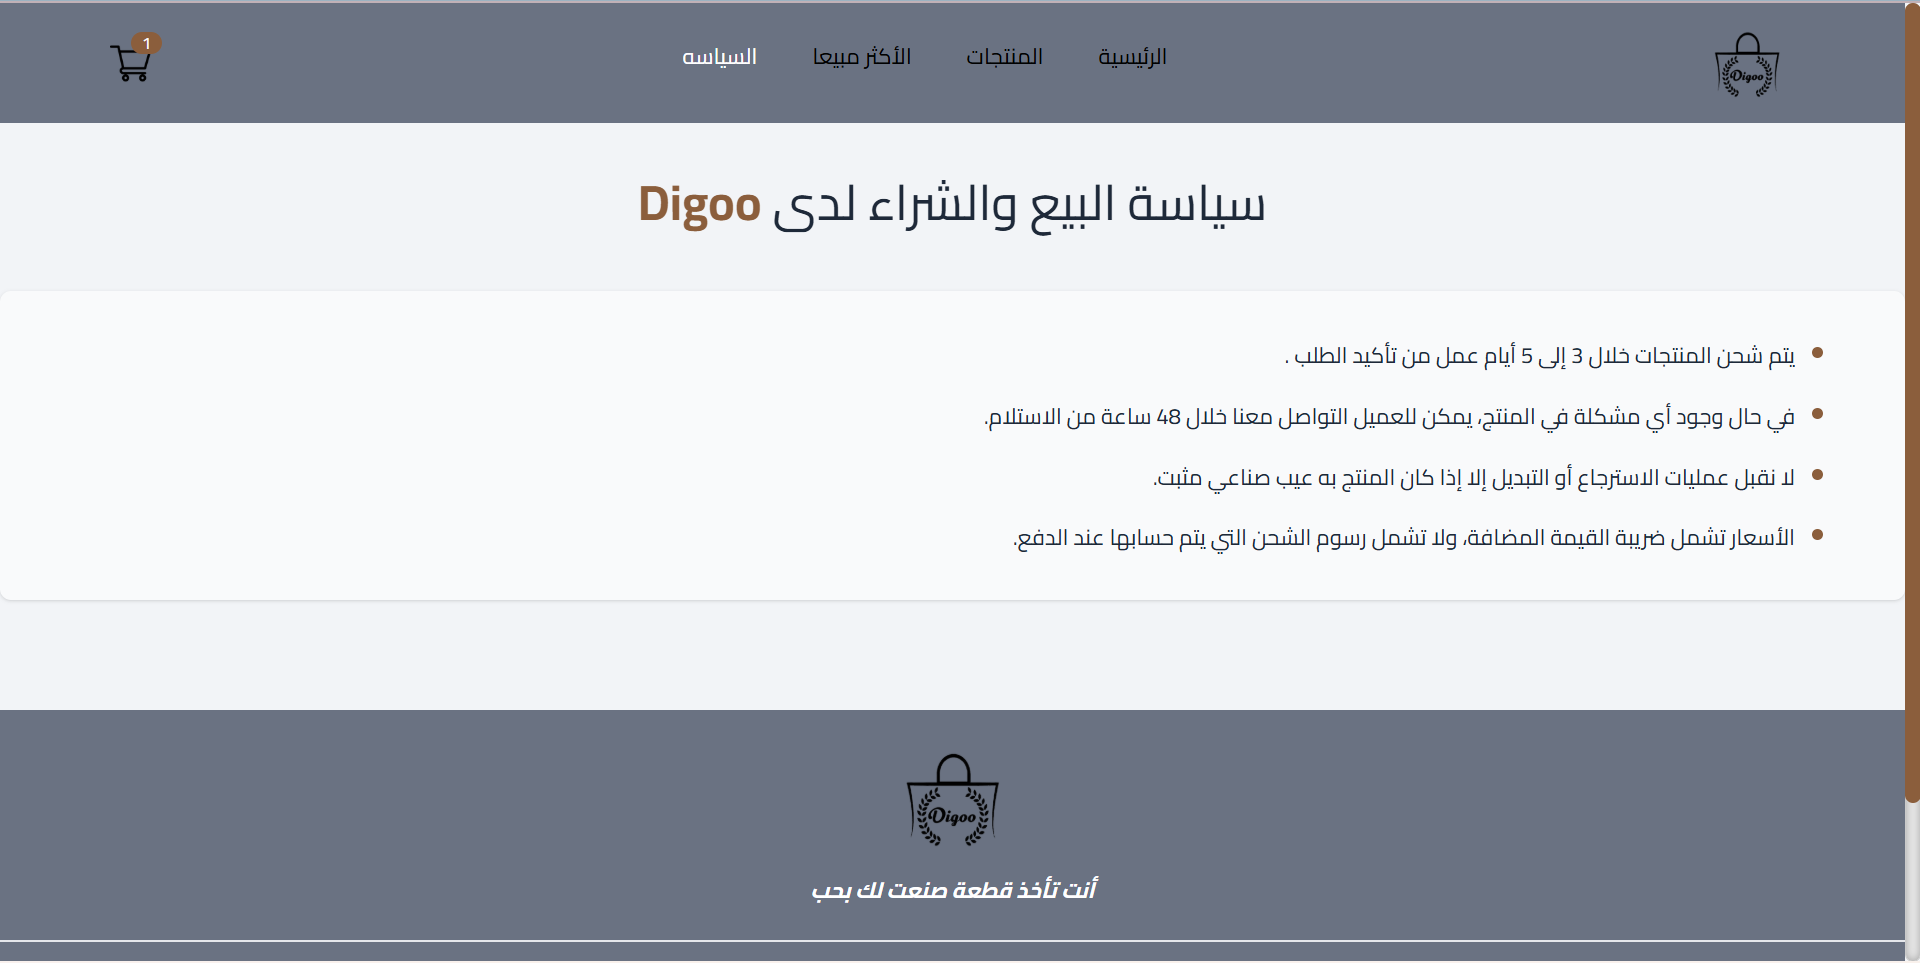 Digoo
الرئيسية
المنتجات
الأكثر مبيعا
السياسه
1
سياسة البيع والشراء لدى Digoo
يتم شحن المنتجات خلال 3 إلى 5 أيام عمل من تأكيد الطلب .
في حال وجود أي مشكلة في المنتج، يمكن للعميل التواصل معنا خلال 48 ساعة من الاستلام.
لا نقبل عمليات الاسترجاع أو التبديل إلا إذا كان المنتج به عيب صناعي مثبت.
الأسعار تشمل ضريبة القيمة المضافة، ولا تشمل رسوم الشحن التي يتم حسابها عند الدفع.
Digoo
أنت تأخذ قطعة صنعت لك بحب